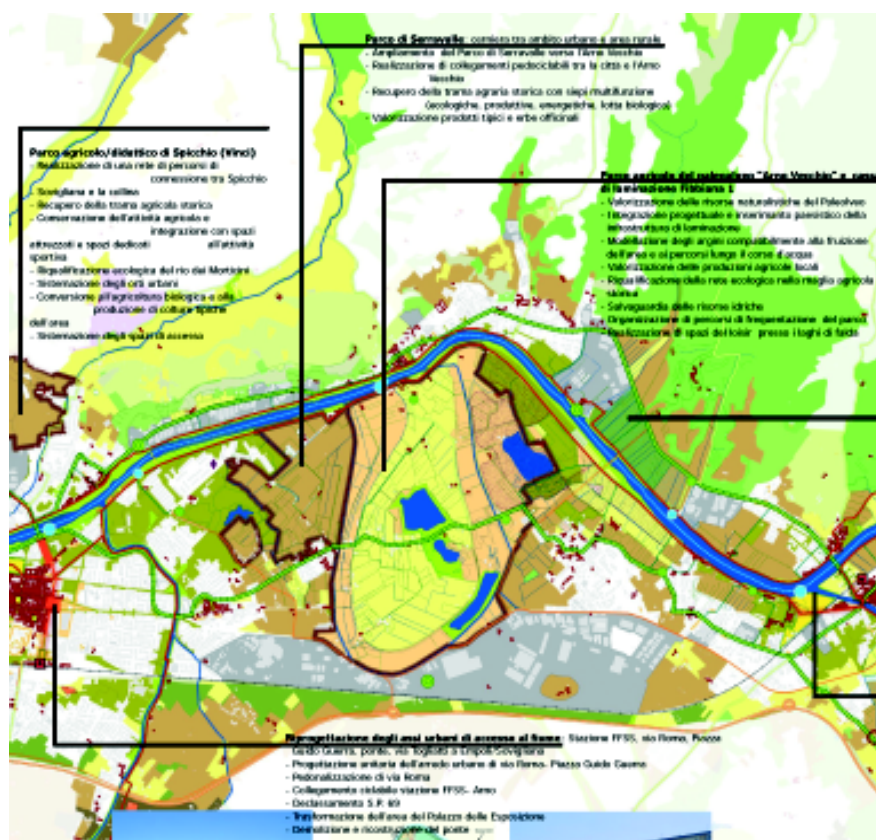 Parco di Serravalle: cerniera tra ambito urbano e area rurale
- Ampliamento del Parco di Serravalle verso l'Arno Vecchio
- Realizzazione di collegamenti pedociclabili tra la città e l'Arno
Vecchio
- Recupero della trama agraria storica con siepi multifunzione
(ecologiche, produttive, energetiche, lotta biologica)
- Valorizzazione prodotti tipici e erbe officinali
Parco agricolo/didattico di Spicchio (Vinci)
- Realizzazione di una rete di percorsi di
connessione tra Spicchio
- Sovigliana e la collina
- Recupero della trama agricola storica
- Conservazione dell'attività agricola e
integrazione con spazi
attrezzati e spazi dedicati all'attività
sportiva
- Riqualificazione ecologica del rio dei Morticini
- Sistemazione degli orti urbani
- Conversione all'agricoltura biologica e alla
produzione di colture tipiche
dell'area
- Sistemazione degli spazi di accesso
Parco agricolo del paleoalveo "Arno Vecchio" e cassa
di laminazione Fibbiana 1
- Valorizzazione delle risorse naturalistiche del Paleolveo
- Integrazione progettuale e inserimento paesistico della
infrastruttura di laminazione
- Modellazione degli argini compatibilmente alla fruizione
dell'area e ai percorsi lungo il corso d'acqua
- Valorizzazione delle produzioni agricole locali
- Riqualificazione della rete ecologica nella maglia agricola
storica
- Salvaguardia delle risorse idriche
- Organizzazione di percorsi di frequentazione del parco
- Realizzazione di spazi del loisir presso i laghi di falda
Riprogettazione degli assi urbani di accesso al fiume: Stazione FFSS, via Roma, Piazza
Guido Guerra, ponte, via Togliatti a Empoli/Sovigliana
- Progettazione unitaria dell'arredo urbano di via Roma- Piazza Guido Guerra
- Pedonalizzazione di via Roma
- Collegamento ciclabile stazione FFSS- Arno
- Declassamento S.P. 69
- Trasformazione dell'area del Palazzo delle Esposizione
- Demolizione e ricostruzione del ponte